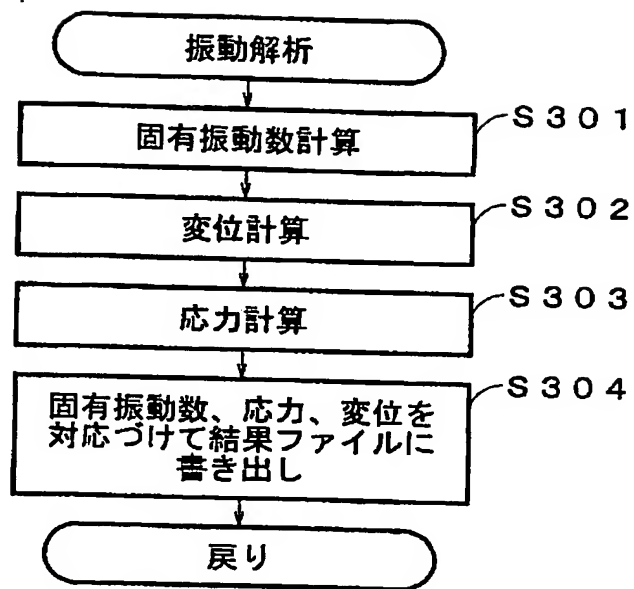 振動解析
固有振動数計算
S301
変位計算
S302
応力計算
S303
固有振動数、応力、変位を
対応づけて結果ファイルに
書き出し
S304
戻り